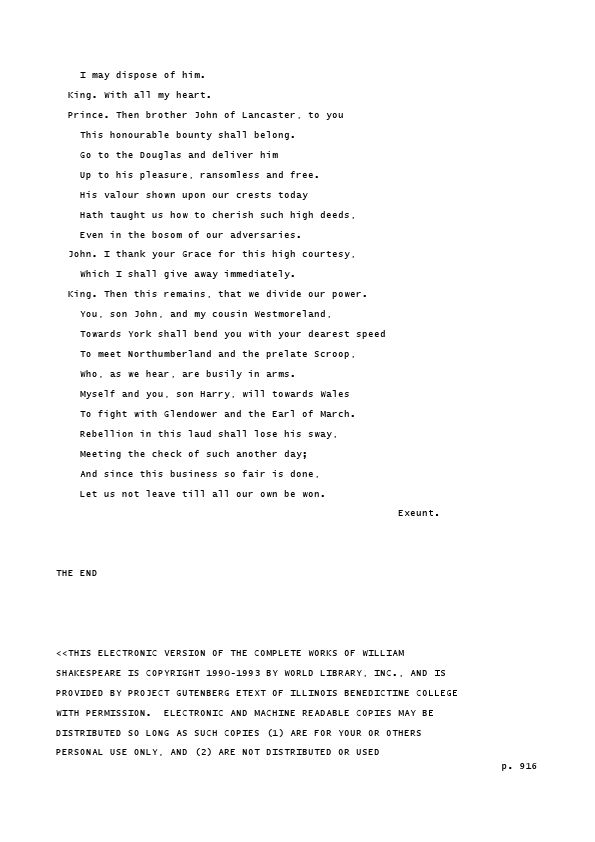 I may dispose of him.
King. With all my heart.
Prince. Then brother John of Lancaster, to you
This honourable bounty shall belong.
Go to the Douglas and deliver him
Up to his pleasure, ransomless and free.
His valour shown upon our crests today
Hath taught us how to cherish such high deeds,
Even in the bosom of our adversaries.
John. I thank your Grace for this high courtesy,
Which I shall give away immediately.
King. Then this remains, that we divide our power.
You, son John, and my cousin Westmoreland,
Towards York shall bend you with your dearest speed
To meet Northumberland and the prelate Scroop,
Who, as we hear, are busily in arms.
Myself and you, son Harry, will towards Wales
To fight with Glendower and the Earl of March.
Rebellion in this laud shall lose his sway,
Meeting the check of such another day;
And since this business so fair is done,
Let us not leave till all our own be won.
Exeunt.
THE END
<<THIS ELECTRONIC VERSION OF THE COMPLETE WORKS OF WILLIAM
SHAKESPEARE IS COPYRIGHT 1990-1993 BY WORLD LIBRARY, INC., AND IS
PROVIDED BY PROJECT GUTENBERG ETEXT OF ILLINOIS BENEDICTINE COLLEGE
WITH PERMISSION.  ELECTRONIC AND MACHINE READABLE COPIES MAY BE
DISTRIBUTED SO LONG AS SUCH COPIES (1) ARE FOR YOUR OR OTHERS
PERSONAL USE ONLY, AND (2) ARE NOT DISTRIBUTED OR USED
p. 916